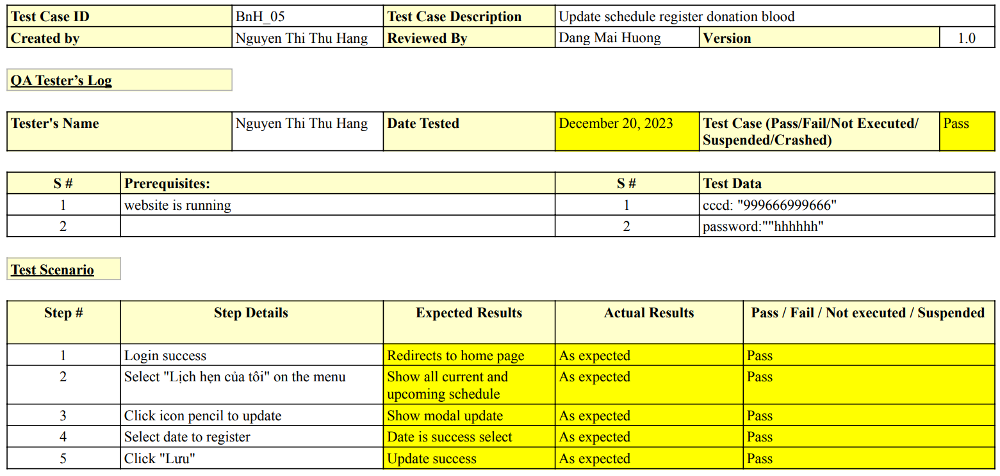 Test Case ID BnH_05 Test Case Description Update schedule register donation blood
Created by Nguyen Thi Thu Hang Reviewed By Dang Mai Huong Version 1.0
QA Tester’s Log
Tester's Name Nguyen Thi Thu Hang Date Tested December 20, 2023 Test Case (Pass/Fail/Not Executed/ Pass
Suspended/Crashed)
S # Prerequisites: S # Test Data
1 website is running 1 cccd: "999666999666"
2 2 password:""hhhhhh"
Test Scenario
Step # Step Details Expected Results Actual Results Pass / Fail / Not executed / Suspended
1 Login success Redirects to home page As expected Pass
2 Select "Lịch hẹn của tôi" on the menu Show all current and As expected Pass
upcoming schedule
3 Click icon pencil to update Show modal update As expected Pass
4 Select date to register Date is success select As expected Pass
5 Click "Lưu" Update success As expected Pass